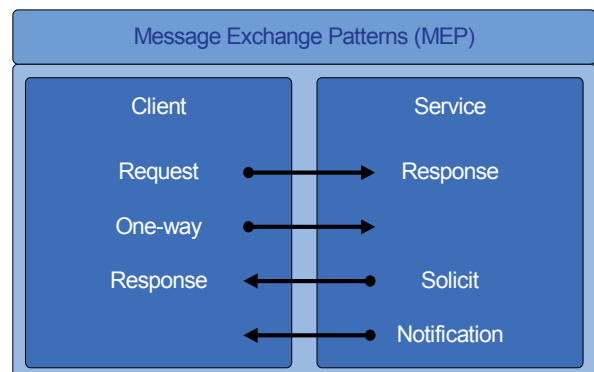 Message Exchange Patterns (MEP)
Client Service
Request Response
One-way
Response Solicit
Notification